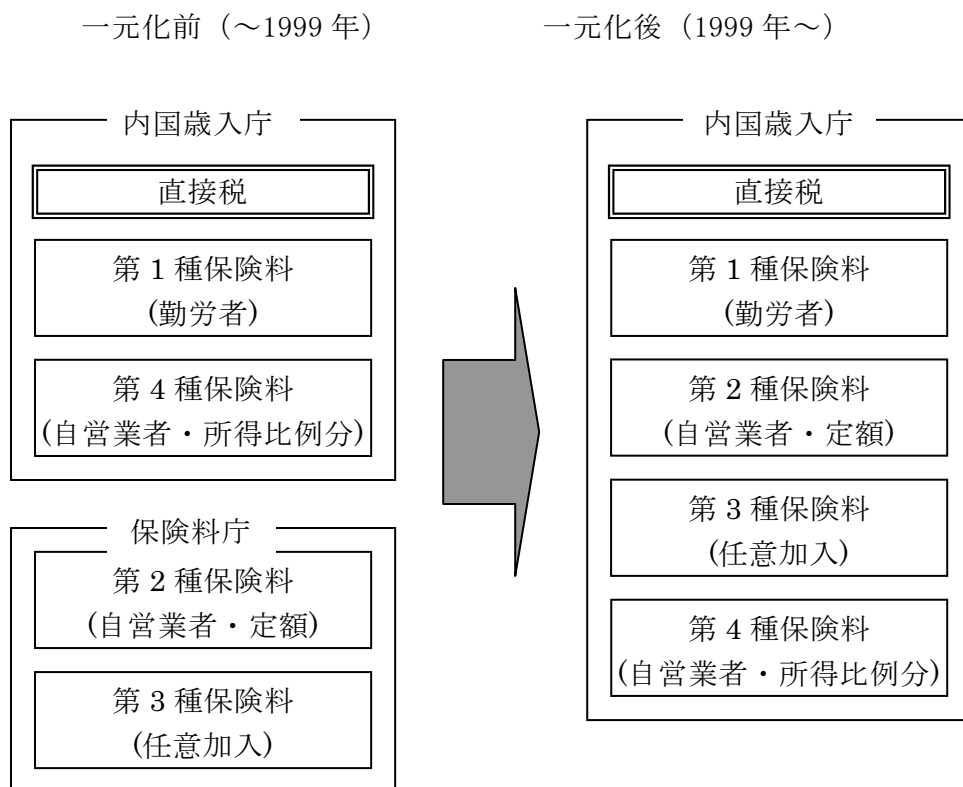 一元化前（～1999 年）
一元化後（1999 年～）
内国歳入庁
直接税
第 1 種保険料
(勤労者)
第 4 種保険料
(自営業者・所得比例分)
保険料庁
第 2 種保険料
(自営業者・定額)
第 3 種保険料
(任意加入)
内国歳入庁
直接税
第 1 種保険料
(勤労者)
第 2 種保険料
(自営業者・定額)
第 3 種保険料
(任意加入)
第 4 種保険料
(自営業者・所得比例分)